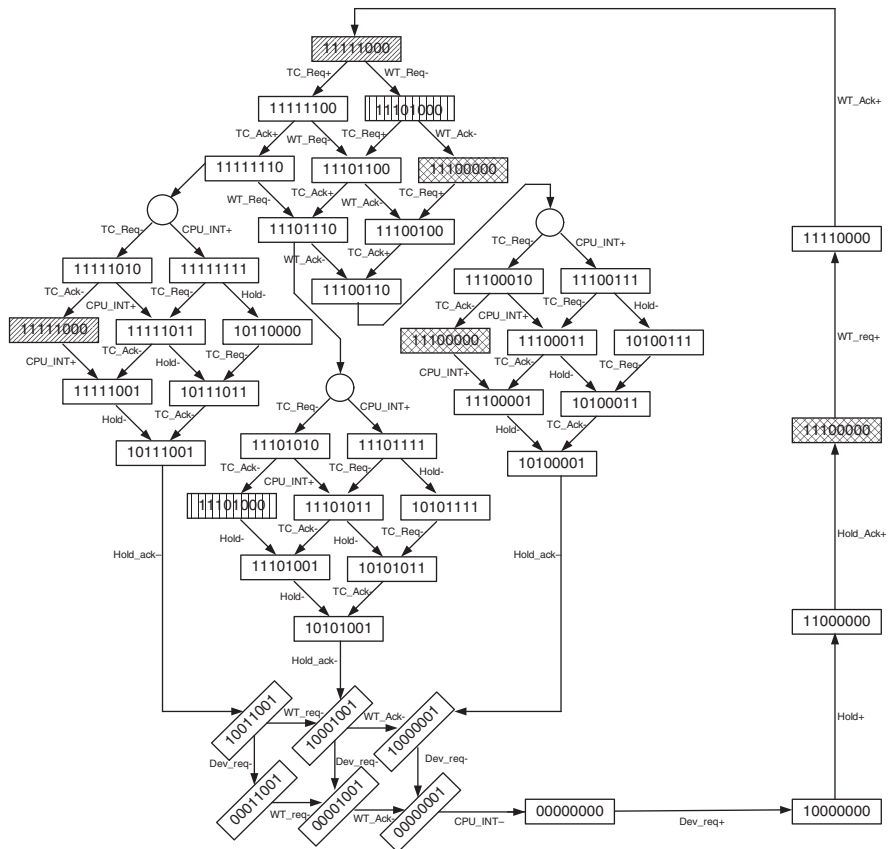 11111000
TC_Req+ WT_Req-
WT_Ack+
11111100 11101000
TC_Ack+ WT_Req- TC_Req+ WT_Ack-
11111110 11101100 11100000
WT_Req- TC_Ack+ WT_Ack- TC_Req+
TC_Req- CPU_INT+ 11101110 11100100 TC_Req- CPU_INT+ 11110000
WT_Ack- TC_Ack+
11111010 11111111 11100110 11100010 11100111
TC_Ack- CPU_INT+ TC_Req- Hold- TC_Ack- CPU_INT+ TC_Req- Hold-
11111000 11111011 10110000 11100000 11100011 10100111
WT_req+
CPU_INT+ TC_Ack- Hold- TC_Req- CPU_INT+ TC_Ack- Hold- TC_Req-
11111001 10111011 11100001 10100011
Hold- TC_Ack- TC_Req- CPU_INT+ Hold- TC_Ack-
10111001 11101010 11101111 10100001 11100000
TC_Ack- CPU_INT+ TC_Req- Hold-
11101000 11101011 10101111
Hold_ack– Hold- TC_Ack- Hold- TC_Req- Hold_ack– Hold_Ack+
11101001 10101011
Hold- TC_Ack-
10101001 11000000
Hold_ack-
10011001 WT_req- 10001001 WT_Ack- 10000001
Hold+
Dev_req- Dev_req- Dev_req-
00011001 WT_req- 00001001 WT_Ack- 00000001 CPU_INT– 00000000 Dev_req+ 10000000